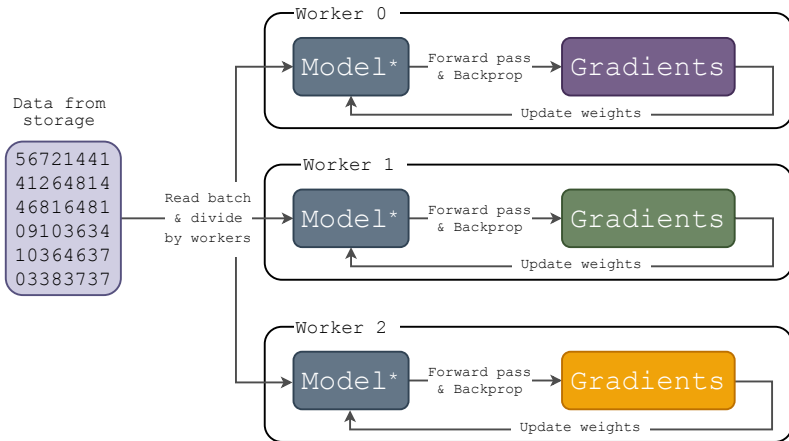 Data from
storage
56721441
41264814
46816481
09103634
10364637
03383737
Read batch
& divide
by workers
Worker 0
Model*
Forward pass
& Backprop
Gradients
Update weights
Worker 1
Model*
Forward pass
& Backprop
Gradients
Update weights
Worker 2
Model*
Forward pass
& Backprop
Gradients
Update weights